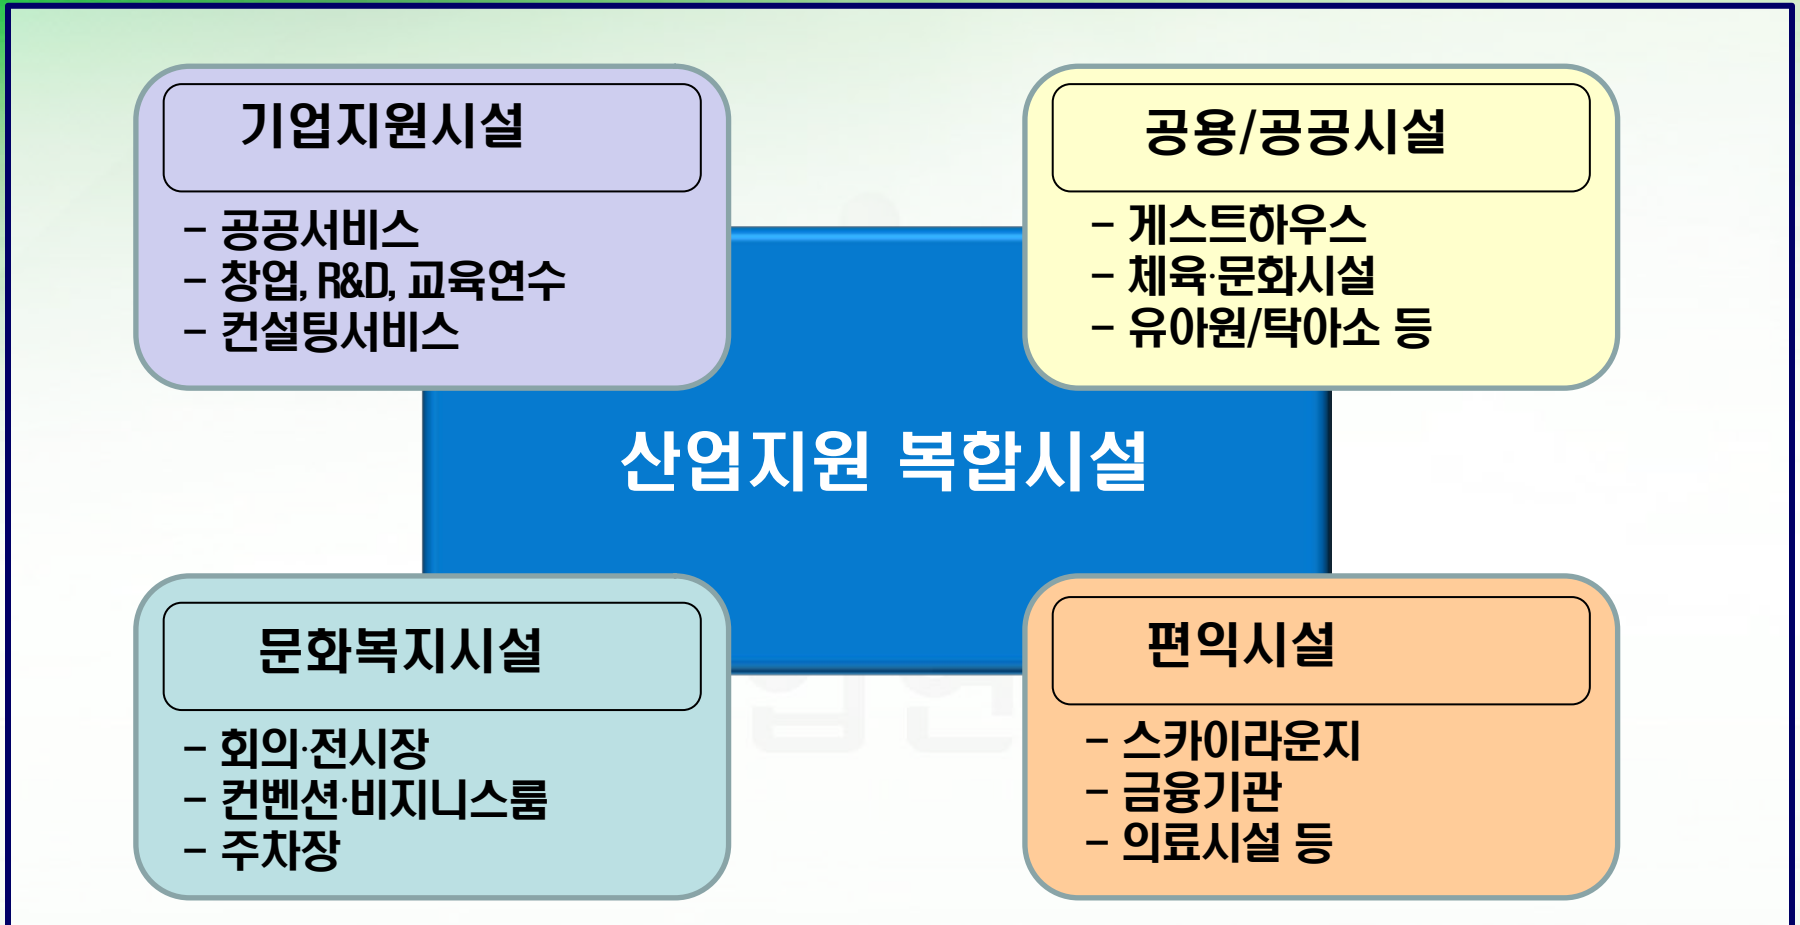 기업지원시설
- 공공서비스
- 창업, R&D, 교육연수
- 컨설팅서비스
공용/공공시설
- 게스트하우스
- 체육·문화시설
- 유아원/탁아소 등
산업지원 복합시설
문화복지시설
- 회의·전시장
- 컨벤션·비지니스룸
- 주차장
편익시설
- 스카이라운지
- 금융기관
- 의료시설 등